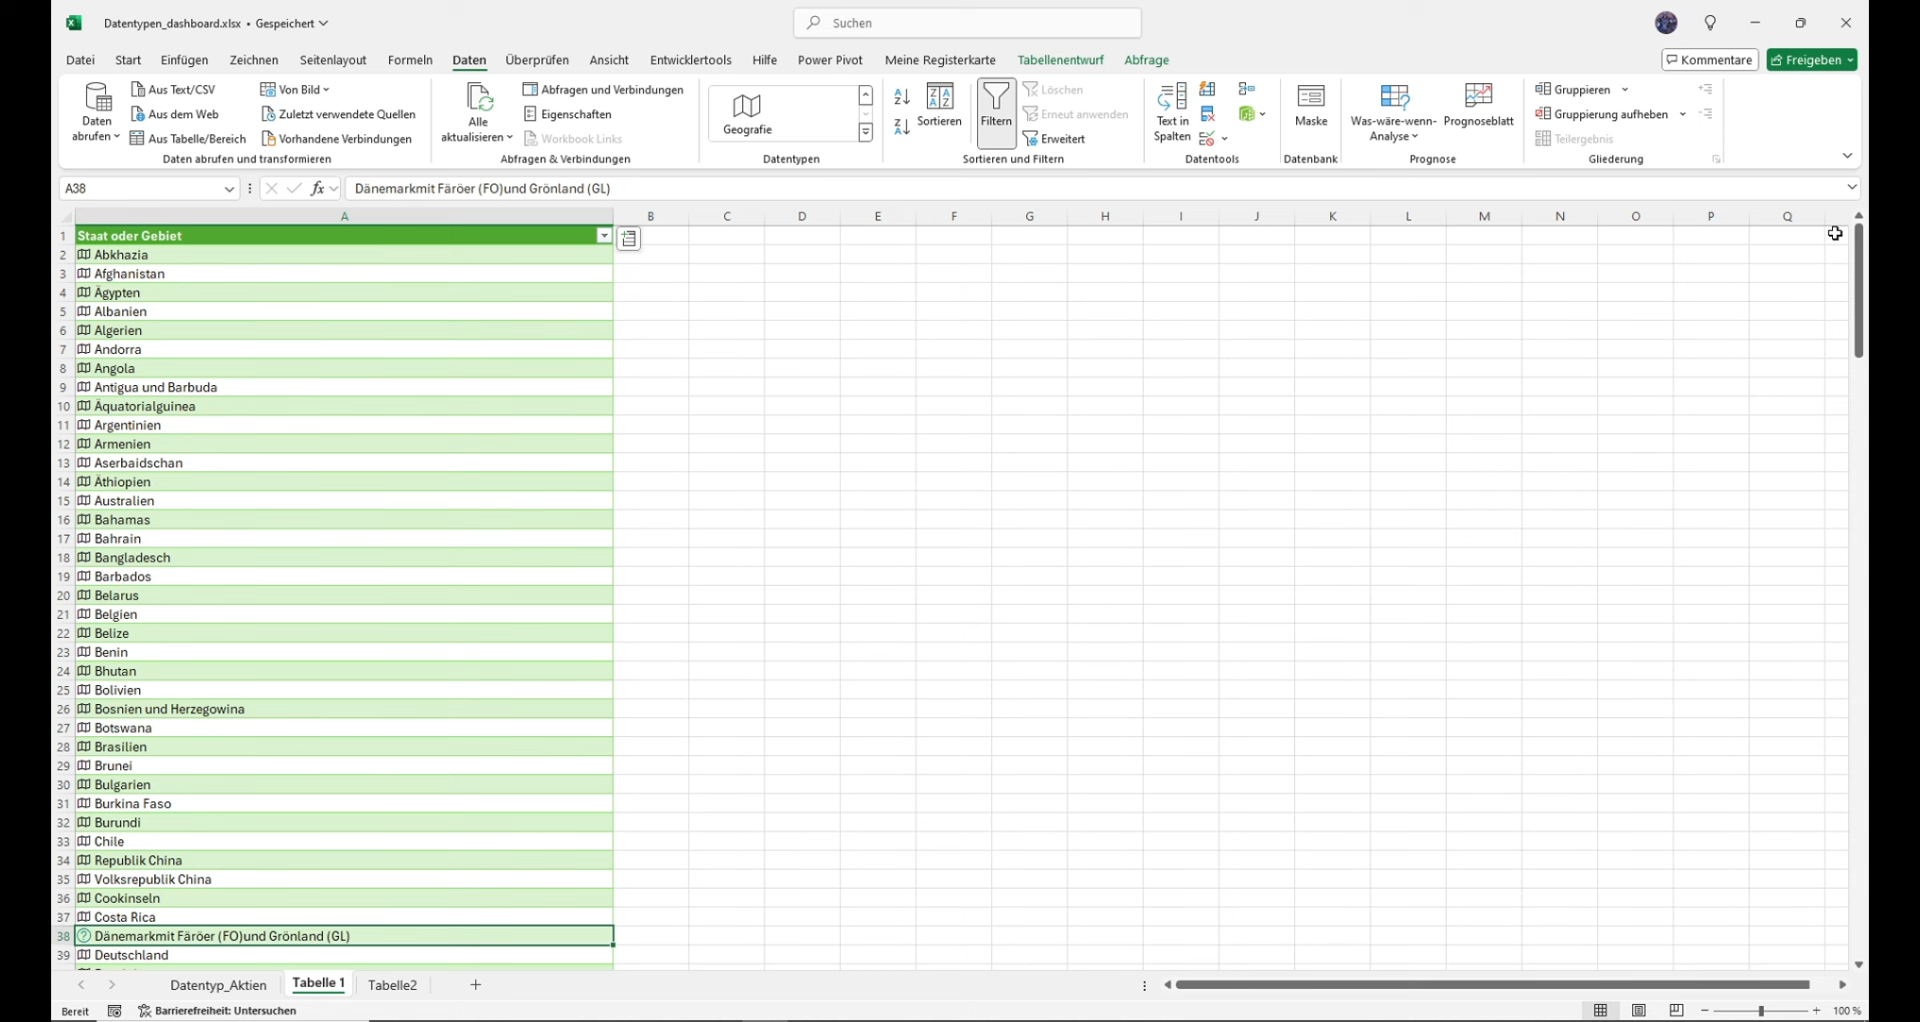 Datentypen_dashboard.xlsx • Gespeichert
Suchen
Datei Start Einfügen Zeichnen Seitenlayout Formeln Daten Überprüfen Ansicht Entwicklertools Hilfe Power Pivot Meine Registerkarte Tabellenentwurf Abfrage
Kommentare Freigeben
Daten abrufen
Aus Text/CSV
Aus dem Web
Aus Tabelle/Bereich
Von Bild
Zuletzt verwendete Quellen
Vorhandene Verbindungen
Daten abrufen und transformieren
Alle aktualisieren
Abfragen und Verbindungen
Eigenschaften
Workbook Links
Abfragen & Verbindungen
Geografie
Datentypen
Sortieren
Filtern
Löschen
Erneut anwenden
Erweitert
Sortieren und Filtern
Text in Spalten
Datentools
Maske
Datenbank
Was-wäre-wenn-Analyse
Prognoseblatt
Prognose
Gruppieren
Gruppierung aufheben
Teilergebnis
Gliederung
A38 fx Dänemarkmit Färöer (FO)und Grönland (GL)
A B C D E F G H I J K L M N O P Q
1 Staat oder Gebiet
2 Abkhazia
3 Afghanistan
4 Ägypten
5 Albanien
6 Algerien
7 Andorra
8 Angola
9 Antigua und Barbuda
10 Äquatorialguinea
11 Argentinien
12 Armenien
13 Aserbaidschan
14 Äthiopien
15 Australien
16 Bahamas
17 Bahrain
18 Bangladesch
19 Barbados
20 Belarus
21 Belgien
22 Belize
23 Benin
24 Bhutan
25 Bolivien
26 Bosnien und Herzegowina
27 Botswana
28 Brasilien
29 Brunei
30 Bulgarien
31 Burkina Faso
32 Burundi
33 Chile
34 Republik China
35 Volksrepublik China
36 Cookinseln
37 Costa Rica
38 Dänemarkmit Färöer (FO)und Grönland (GL)
39 Deutschland
Datentyp_Aktien Tabelle 1 Tabelle2
Bereit Barrierefreiheit: Untersuchen 100 %